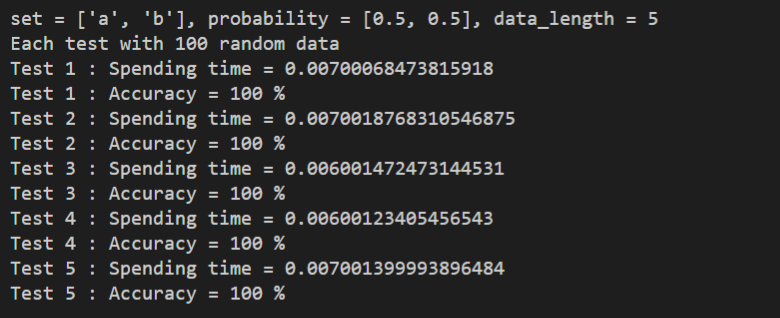 set = ['a', 'b'], probability = [0.5, 0.5], data_length = 5
Each test with 100 random data
Test 1 : Spending time = 0.00700068473815918
Test 1 : Accuracy = 100 %
Test 2 : Spending time = 0.0070018768310546875
Test 2 : Accuracy = 100 %
Test 3 : Spending time = 0.006001472473144531
Test 3 : Accuracy = 100 %
Test 4 : Spending time = 0.00600123405456543
Test 4 : Accuracy = 100 %
Test 5 : Spending time = 0.007001399993896484
Test 5 : Accuracy = 100 %